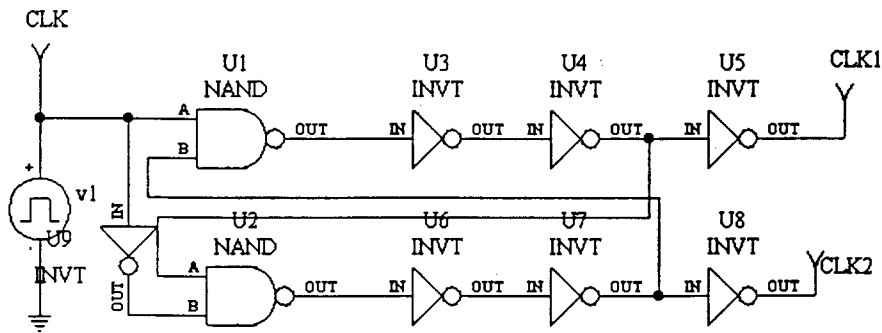 CLK
U1
NAND
U3
INVT
U4
INVT
U5
INVT
CLK1
A
B
OUT
IN
OUT
IN
OUT
IN
OUT
+
v1
U9
INVT
IN
OUT
U2
NAND
U6
INVT
U7
INVT
U8
INVT
CLK2
A
B
OUT
IN
OUT
IN
OUT
IN
OUT